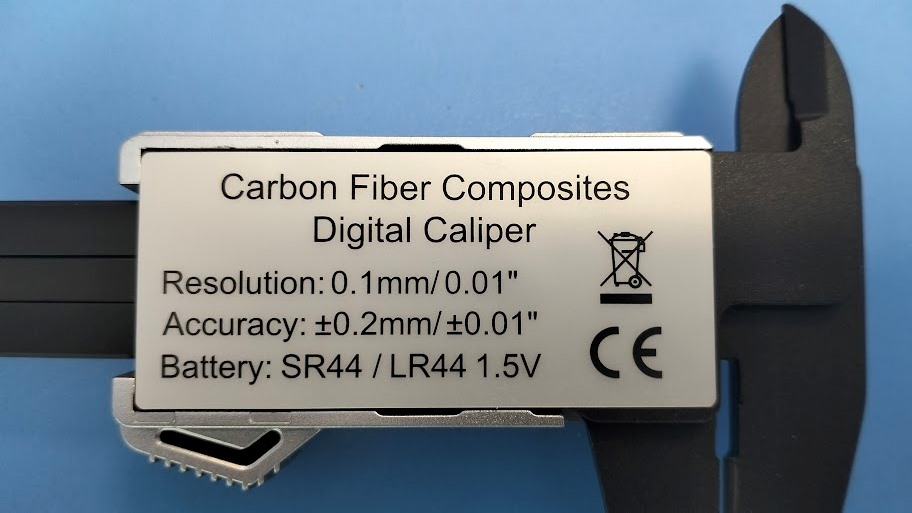 Carbon Fiber Composites
Digital Caliper
Resolution: 0.1mm/ 0.01"
Accuracy: ±0.2mm/ ±0.01"
Battery: SR44 / LR44 1.5V
CE